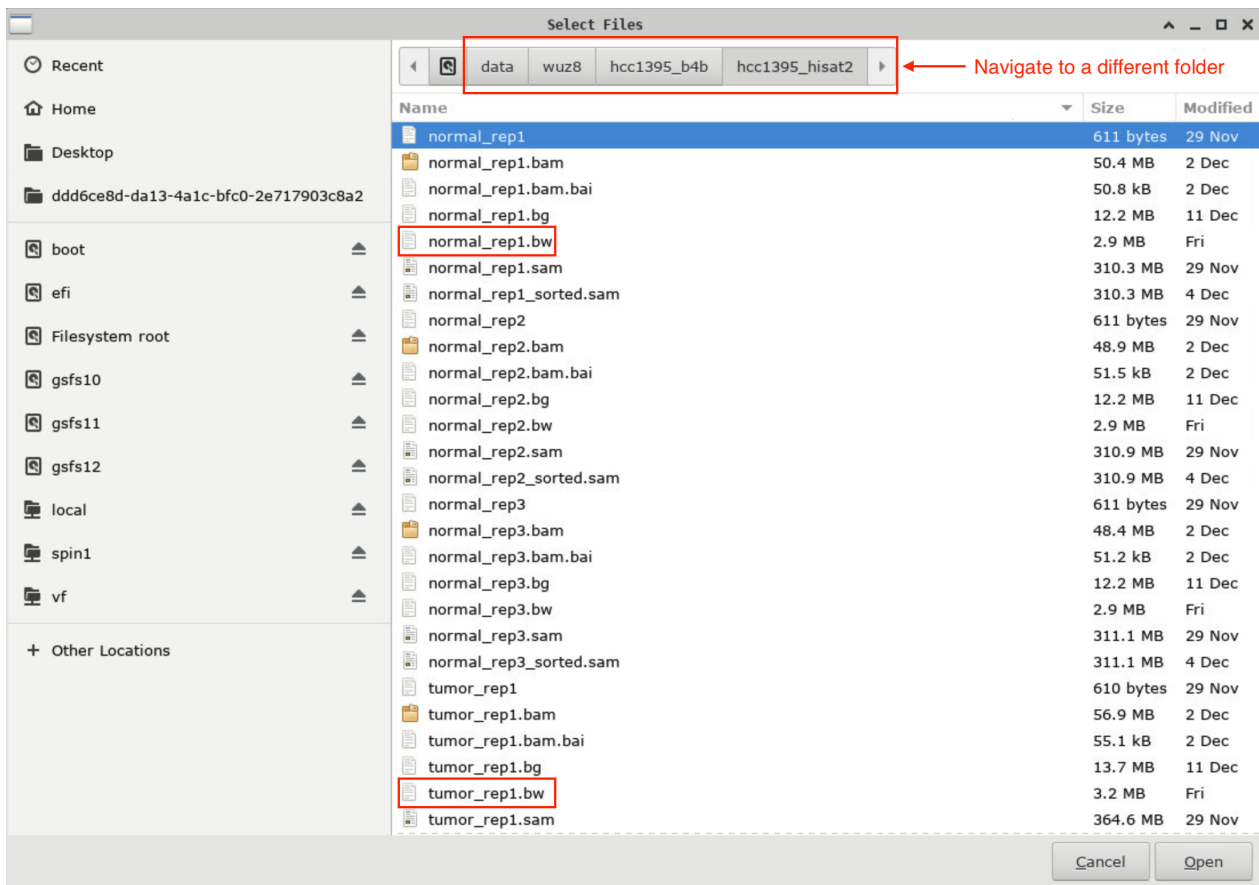 Select Files
Recent
Home
Desktop
ddd6ce8d-da13-4a1c-bfc0-2e717903c8a2
boot
efi
Filesystem root
gsfs10
gsfs11
gsfs12
local
spin1
vf
+ Other Locations
data wuz8 hcc1395_b4b hcc1395_hisat2
Navigate to a different folder
Name Size Modified
normal_rep1 611 bytes 29 Nov
normal_rep1.bam 50.4 MB 2 Dec
normal_rep1.bam.bai 50.8 kB 2 Dec
normal_rep1.bg 12.2 MB 11 Dec
normal_rep1.bw 2.9 MB Fri
normal_rep1.sam 310.3 MB 29 Nov
normal_rep1_sorted.sam 310.3 MB 4 Dec
normal_rep2 611 bytes 29 Nov
normal_rep2.bam 48.9 MB 2 Dec
normal_rep2.bam.bai 51.5 kB 2 Dec
normal_rep2.bg 12.2 MB 11 Dec
normal_rep2.bw 2.9 MB Fri
normal_rep2.sam 310.9 MB 29 Nov
normal_rep2_sorted.sam 310.9 MB 4 Dec
normal_rep3 611 bytes 29 Nov
normal_rep3.bam 48.4 MB 2 Dec
normal_rep3.bam.bai 51.2 kB 2 Dec
normal_rep3.bg 12.2 MB 11 Dec
normal_rep3.bw 2.9 MB Fri
normal_rep3.sam 311.1 MB 29 Nov
normal_rep3_sorted.sam 311.1 MB 4 Dec
tumor_rep1 610 bytes 29 Nov
tumor_rep1.bam 56.9 MB 2 Dec
tumor_rep1.bam.bai 55.1 kB 2 Dec
tumor_rep1.bg 13.7 MB 11 Dec
tumor_rep1.bw 3.2 MB Fri
tumor_rep1.sam 364.6 MB 29 Nov
Cancel Open